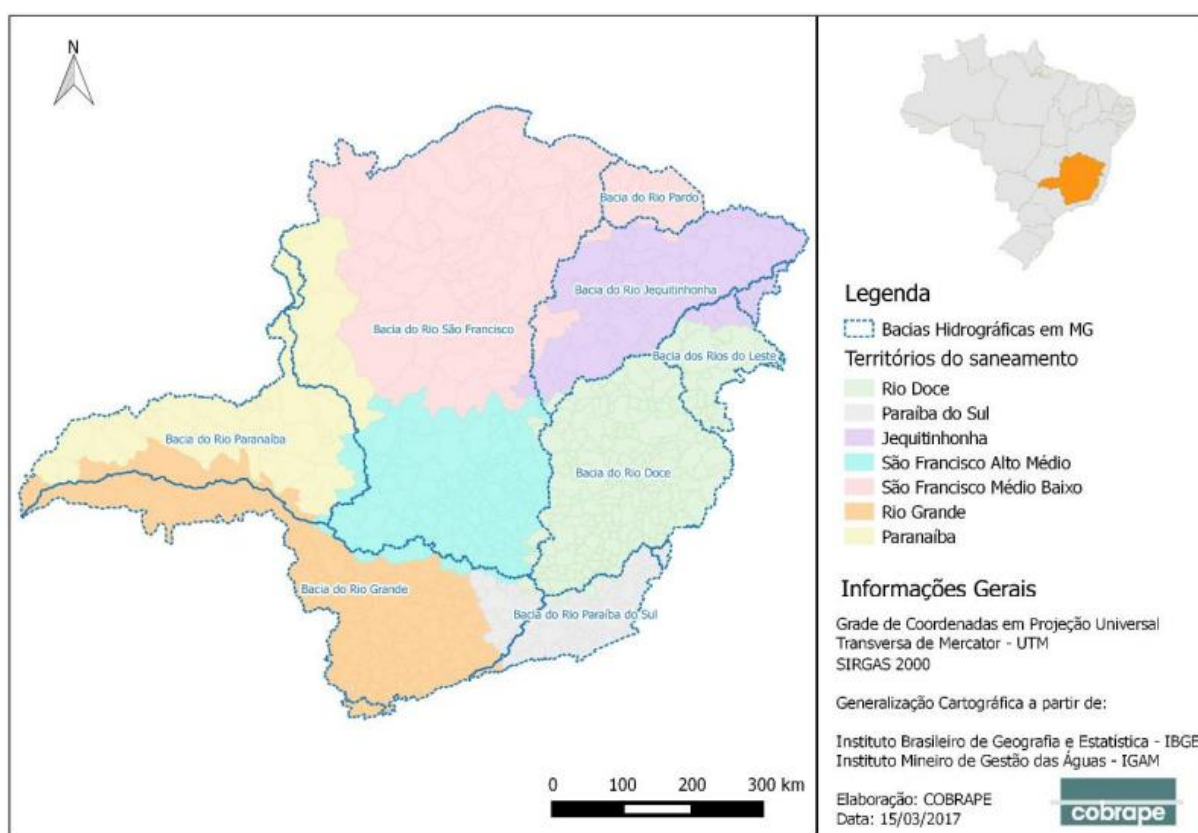 N
Bacia do Rio Pardo
Bacia do Rio Jequitinhonha
Bacia do Rio São Francisco
Bacia dos Rios do Leste
Bacia do Rio Paranaíba
Bacia do Rio Doce
Bacia do Rio Grande
Bacia do Rio Paraíba do Sul
0 100 200 300 km
Legenda
Bacias Hidrográficas em MG
Territórios do saneamento
Rio Doce
Paraíba do Sul
Jequitinhonha
São Francisco Alto Médio
São Francisco Médio Baixo
Rio Grande
Paranaíba
Informações Gerais
Grade de Coordenadas em Projeção Universal
Transversa de Mercator - UTM
SIRGAS 2000
Generalização Cartográfica a partir de:
Instituto Brasileiro de Geografia e Estatística - IBGE
Instituto Mineiro de Gestão das Águas - IGAM
Elaboração: COBRAPE
Data: 15/03/2017
cobrape